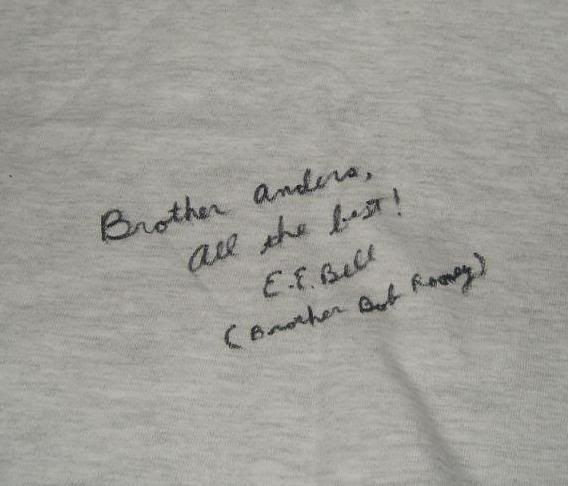 Brother Anders,
All the best!
E.E. Bell
(Brother Bob Rooney)